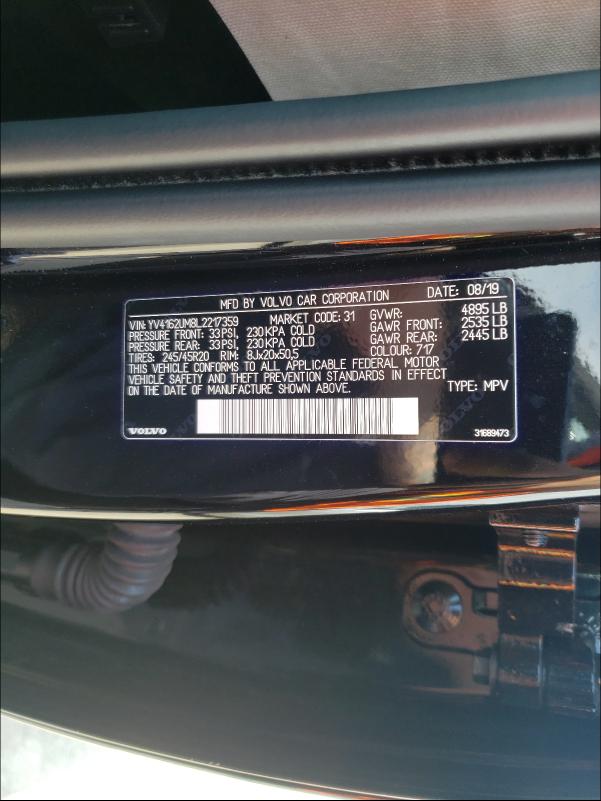 MFD BY VOLVO CAR CORPORATION DATE: 08/19
VIN: YV4162UM8L2217359 MARKET CODE: 31 GVWR: 4895 LB
PRESSURE FRONT: 33 PSI, 230 KPA COLD GAWR FRONT: 2535 LB
PRESSURE REAR: 33 PSI, 230 KPA COLD GAWR REAR: 2445 LB
TIRES: 245/45R20 RIM: 8Jx20x50,5 COLOUR: 717
THIS VEHICLE CONFORMS TO ALL APPLICABLE FEDERAL MOTOR
VEHICLE SAFETY AND THEFT PREVENTION STANDARDS IN EFFECT
ON THE DATE OF MANUFACTURE SHOWN ABOVE. TYPE: MPV
VOLVO 31689473